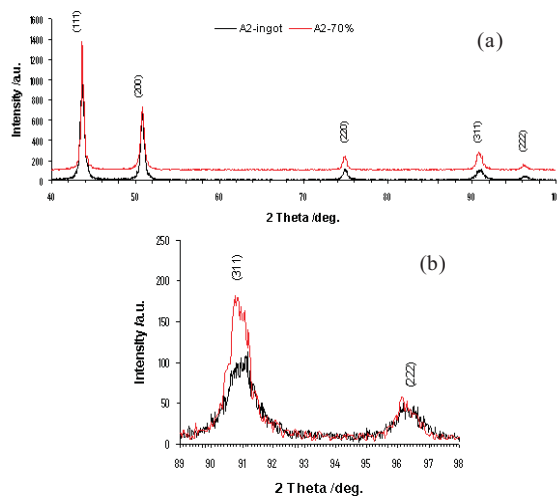 A2-ingot A2-70%
(a)
(111)
(200)
(220)
(311)
(222)
Intensity /a.u.
1600
1400
1200
1000
800
600
400
200
0
40 50 60 70 80 90 100
2 Theta /deg.
(b)
(311)
(222)
Intensity /a.u.
250
200
150
100
50
0
89 90 91 92 93 94 95 96 97 98
2 Theta /deg.